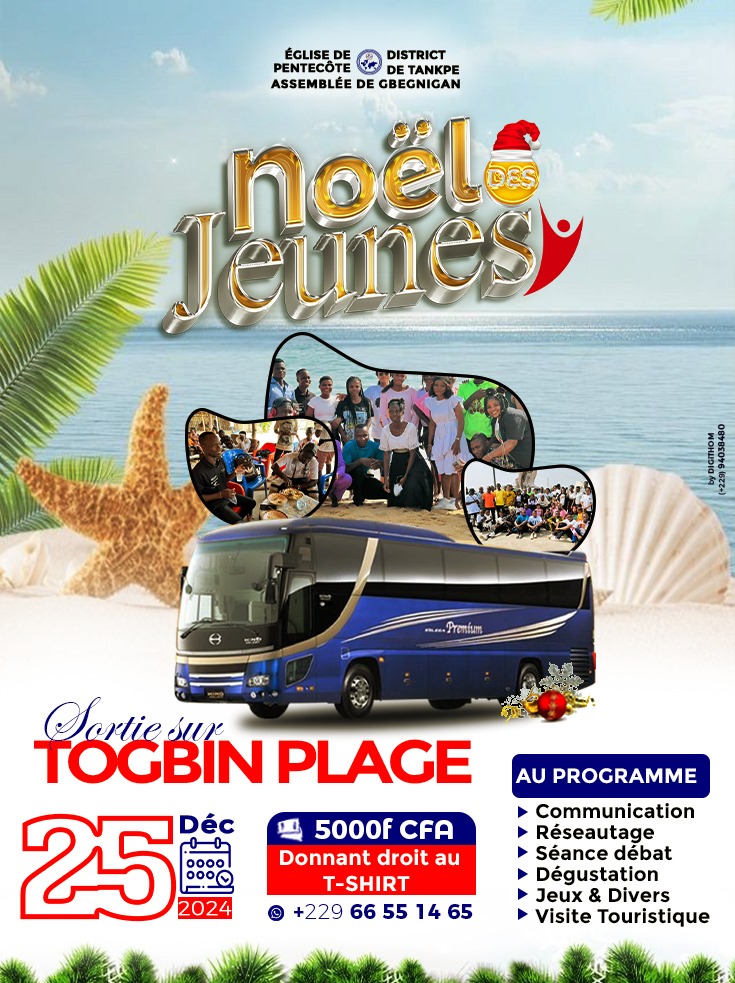 ÉGLISE DE DISTRICT
PENTECÔTE DE TANKPE
ASSEMBLÉE DE GBEGNIGAN
noël DES
Jeunes
by DIGITHOM
(+229) 94038480
Premium
Sortie sur
TOGBIN PLAGE
25 Déc
2024
5000f CFA
Donnant droit au
T-SHIRT
+229 66 55 14 65
AU PROGRAMME
Communication
Réseautage
Séance débat
Dégustation
Jeux & Divers
Visite Touristique